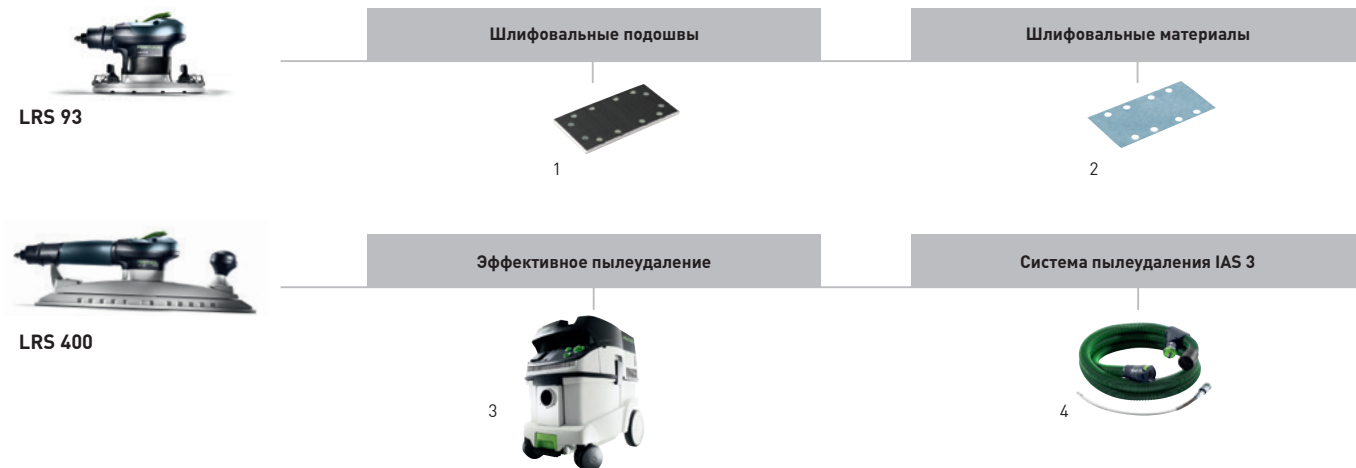 Шлифовальные подошвы
Шлифовальные материалы
LRS 93
1
2
Эффективное пылеудаление
Система пылеудаления IAS 3
LRS 400
3
4